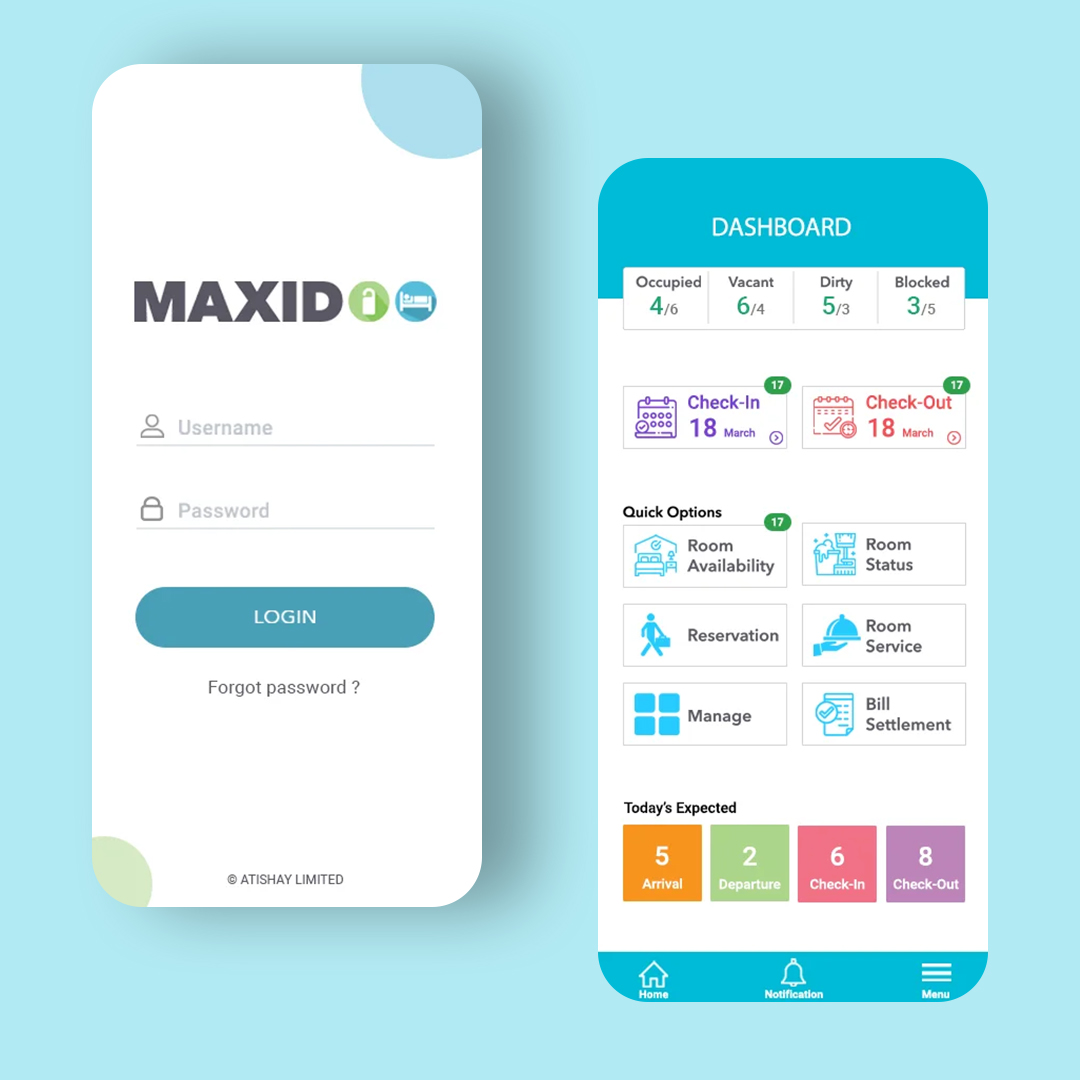 MAXID
Username
Password
LOGIN
Forgot password ?
© ATISHAY LIMITED
DASHBOARD
Occupied Vacant Dirty Blocked
4/6 6/4 5/3 3/5
17 17
Check-In Check-Out
18 March 18 March
Quick Options
17
Room Availability
Room Status
Reservation
Room Service
Manage
Bill Settlement
Today's Expected
5 2 6 8
Arrival Departure Check-In Check-Out
Home Notification Menu